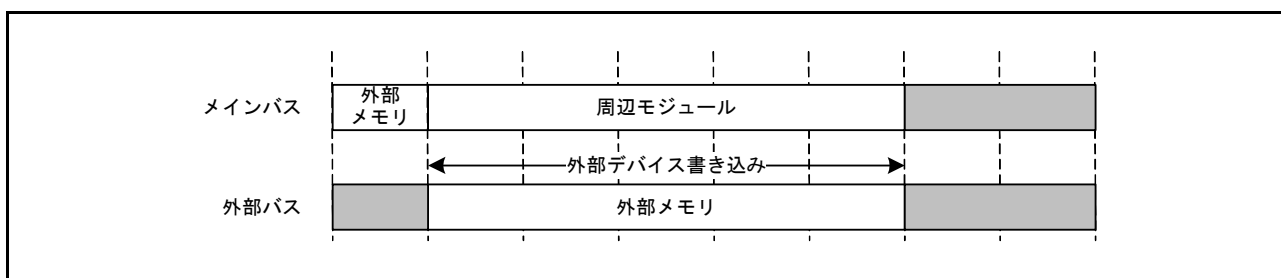 外部
メモリ
メインバス
周辺モジュール
外部デバイス書き込み
外部バス
外部メモリ